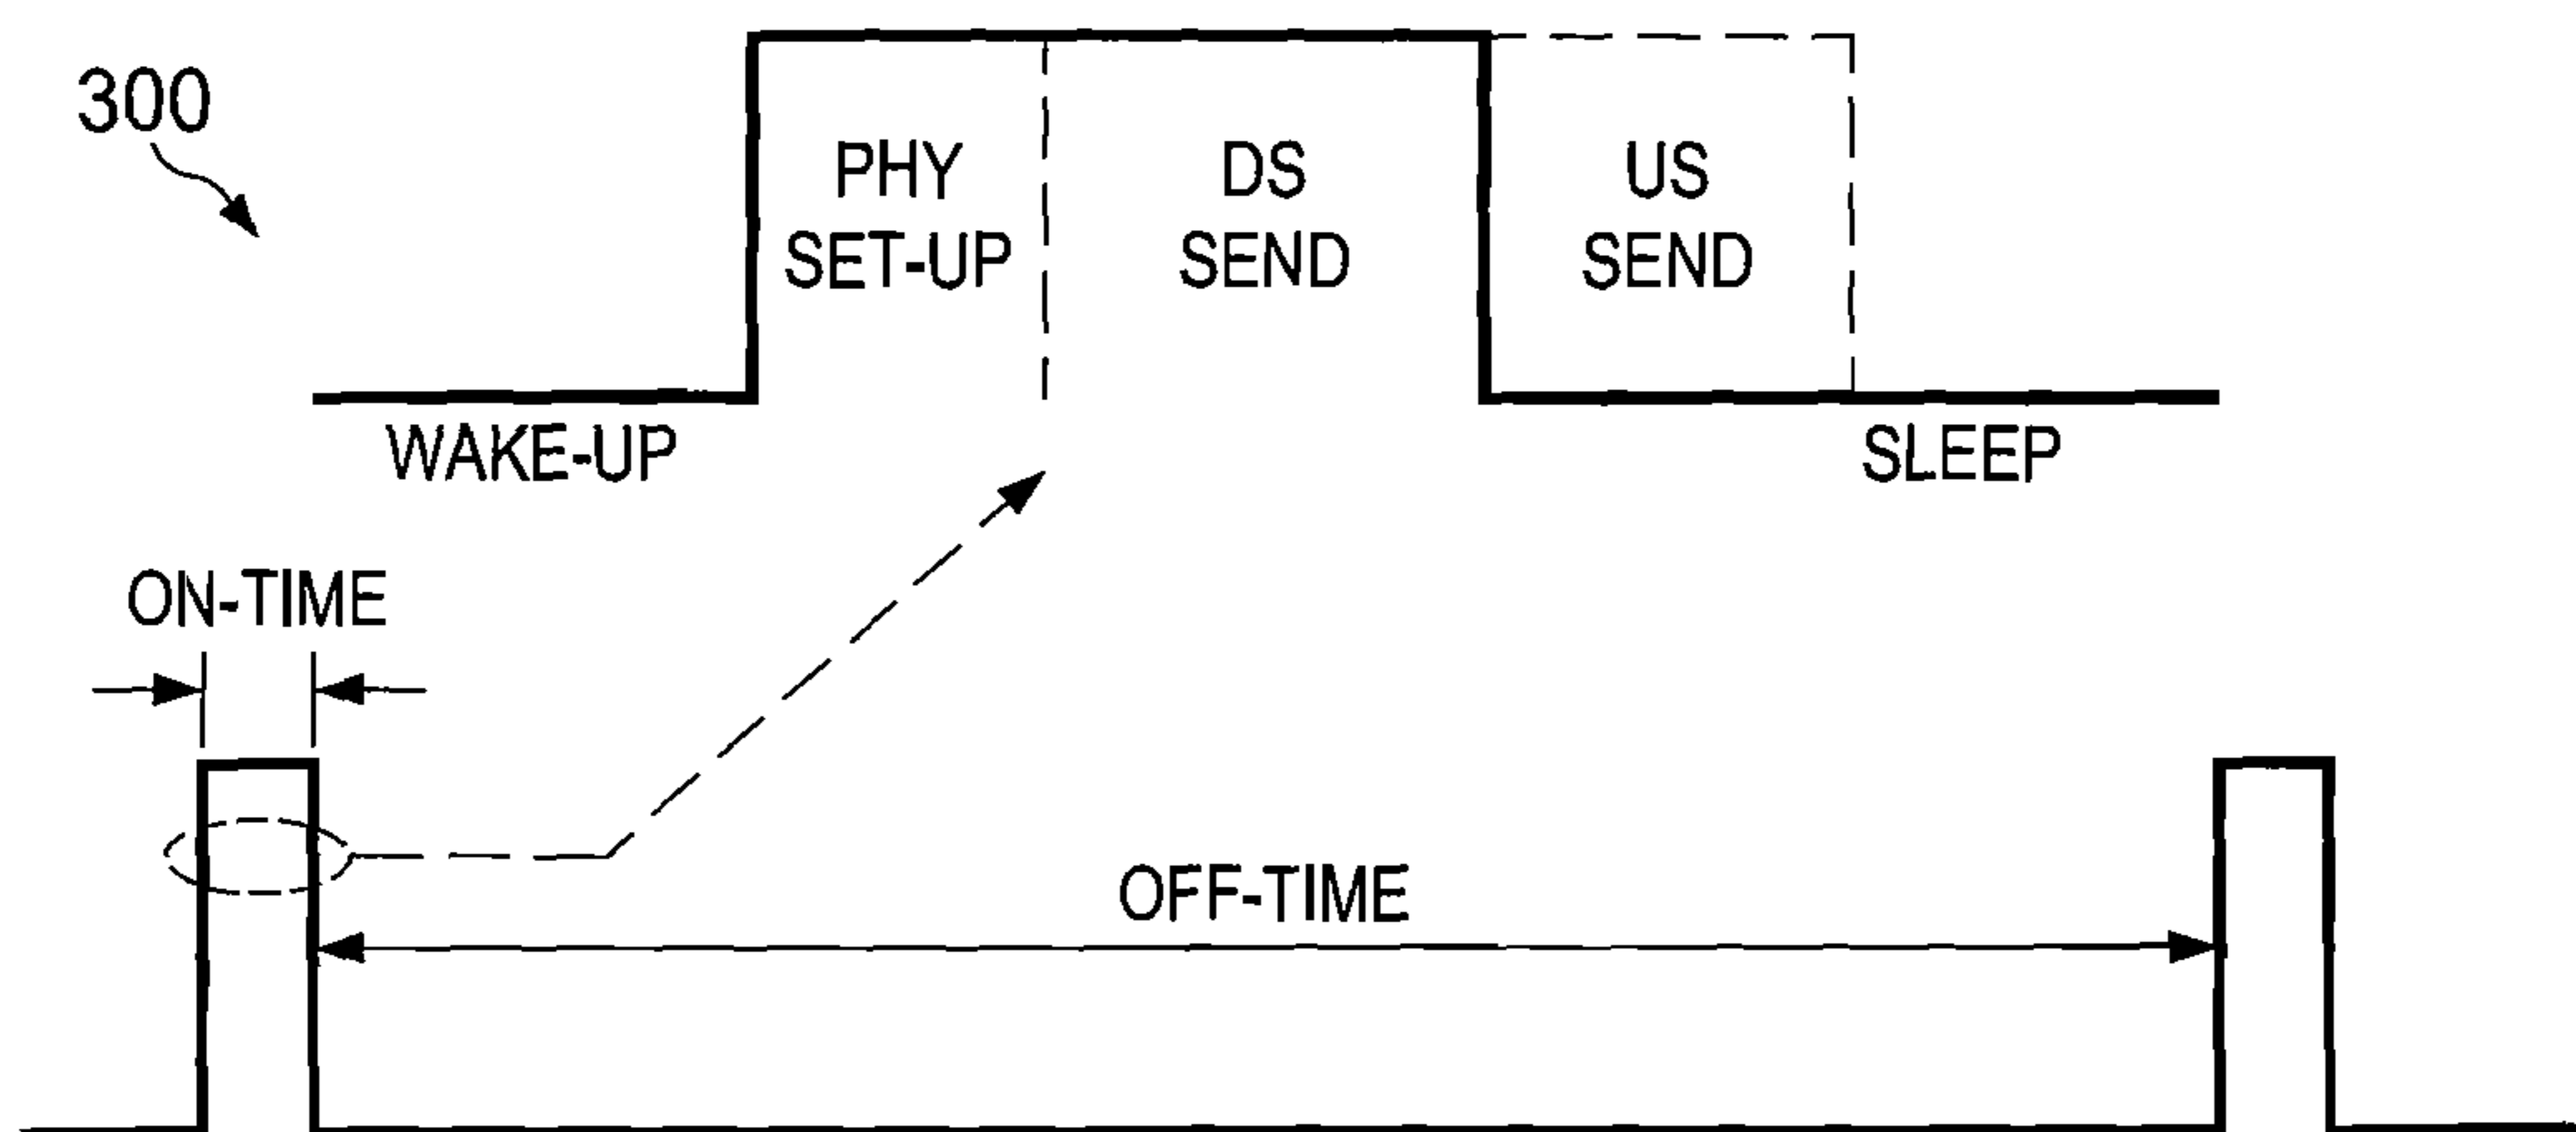 300
PHY
SET-UP
DS
SEND
US
SEND
WAKE-UP
SLEEP
ON-TIME
OFF-TIME